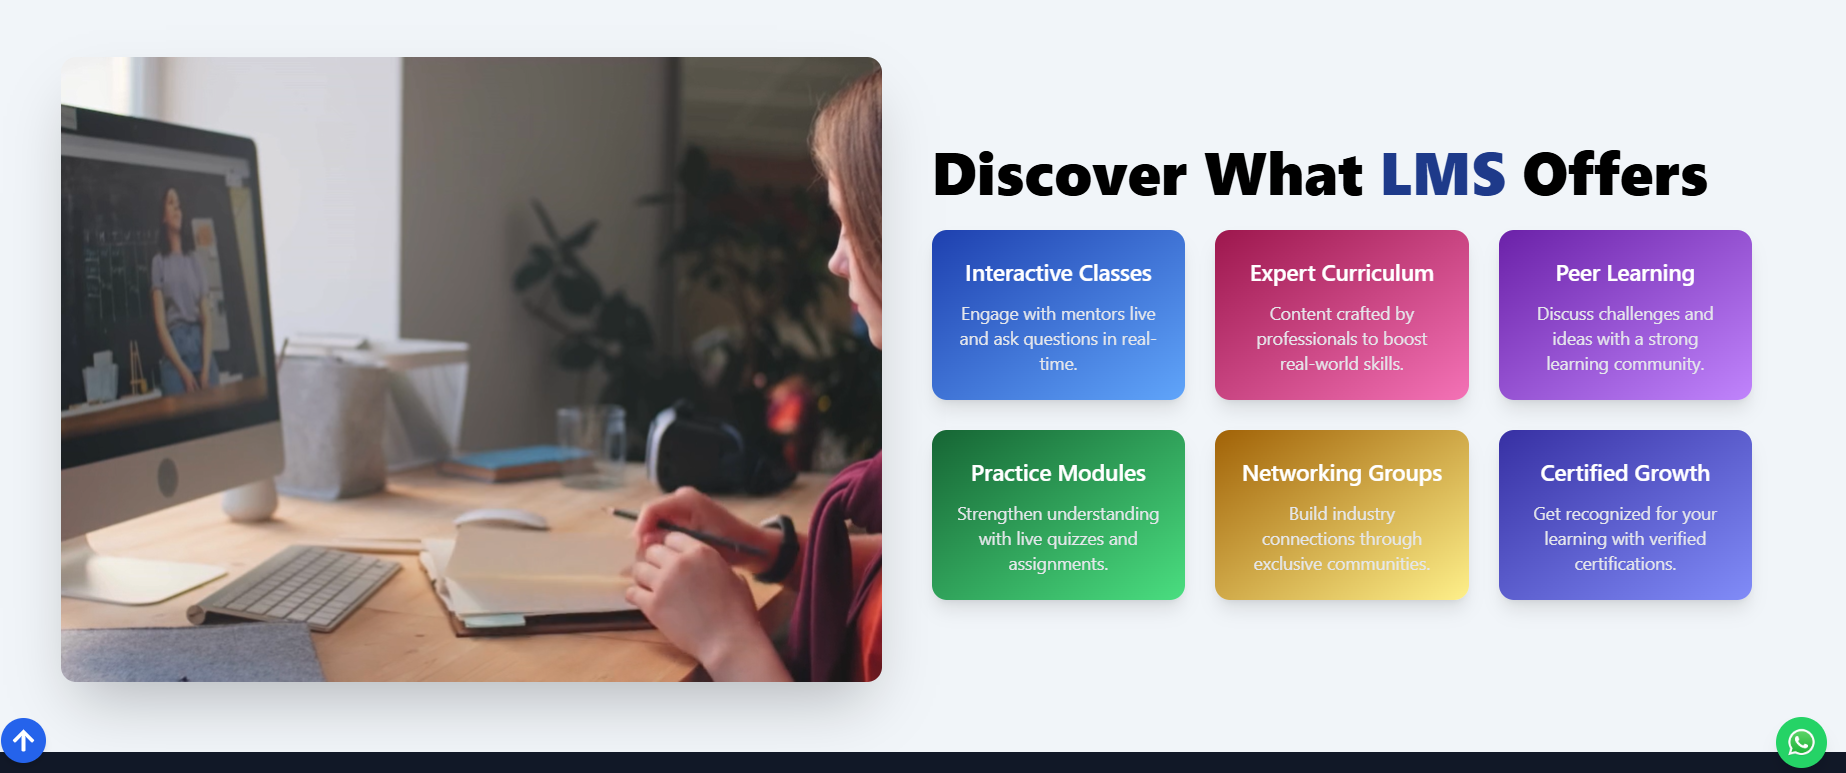 Discover What LMS Offers
Interactive Classes
Engage with mentors live
and ask questions in real-
time.
Expert Curriculum
Content crafted by
professionals to boost
real-world skills.
Peer Learning
Discuss challenges and
ideas with a strong
learning community.
Practice Modules
Strengthen understanding
with live quizzes and
assignments.
Networking Groups
Build industry
connections through
exclusive communities.
Certified Growth
Get recognized for your
learning with verified
certifications.